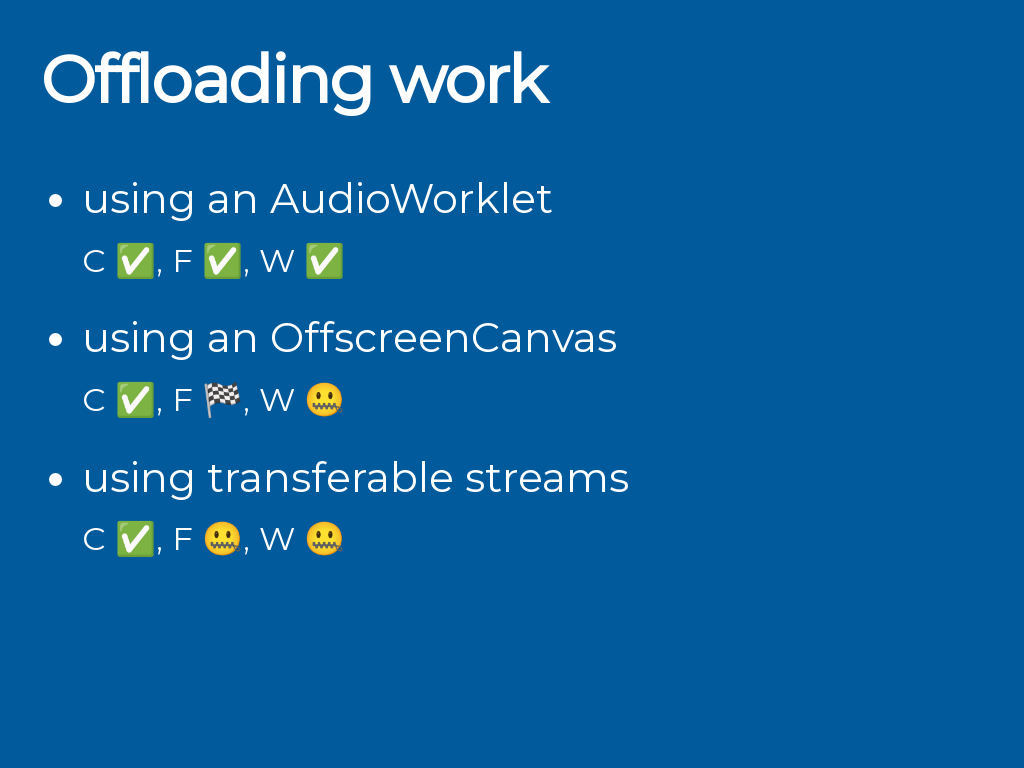 Offloading work
• using an AudioWorklet
C ✅, F ✅, W ✅
• using an OffscreenCanvas
C ✅, F 🏁, W 🤐
• using transferable streams
C ✅, F 🤐, W 🤐